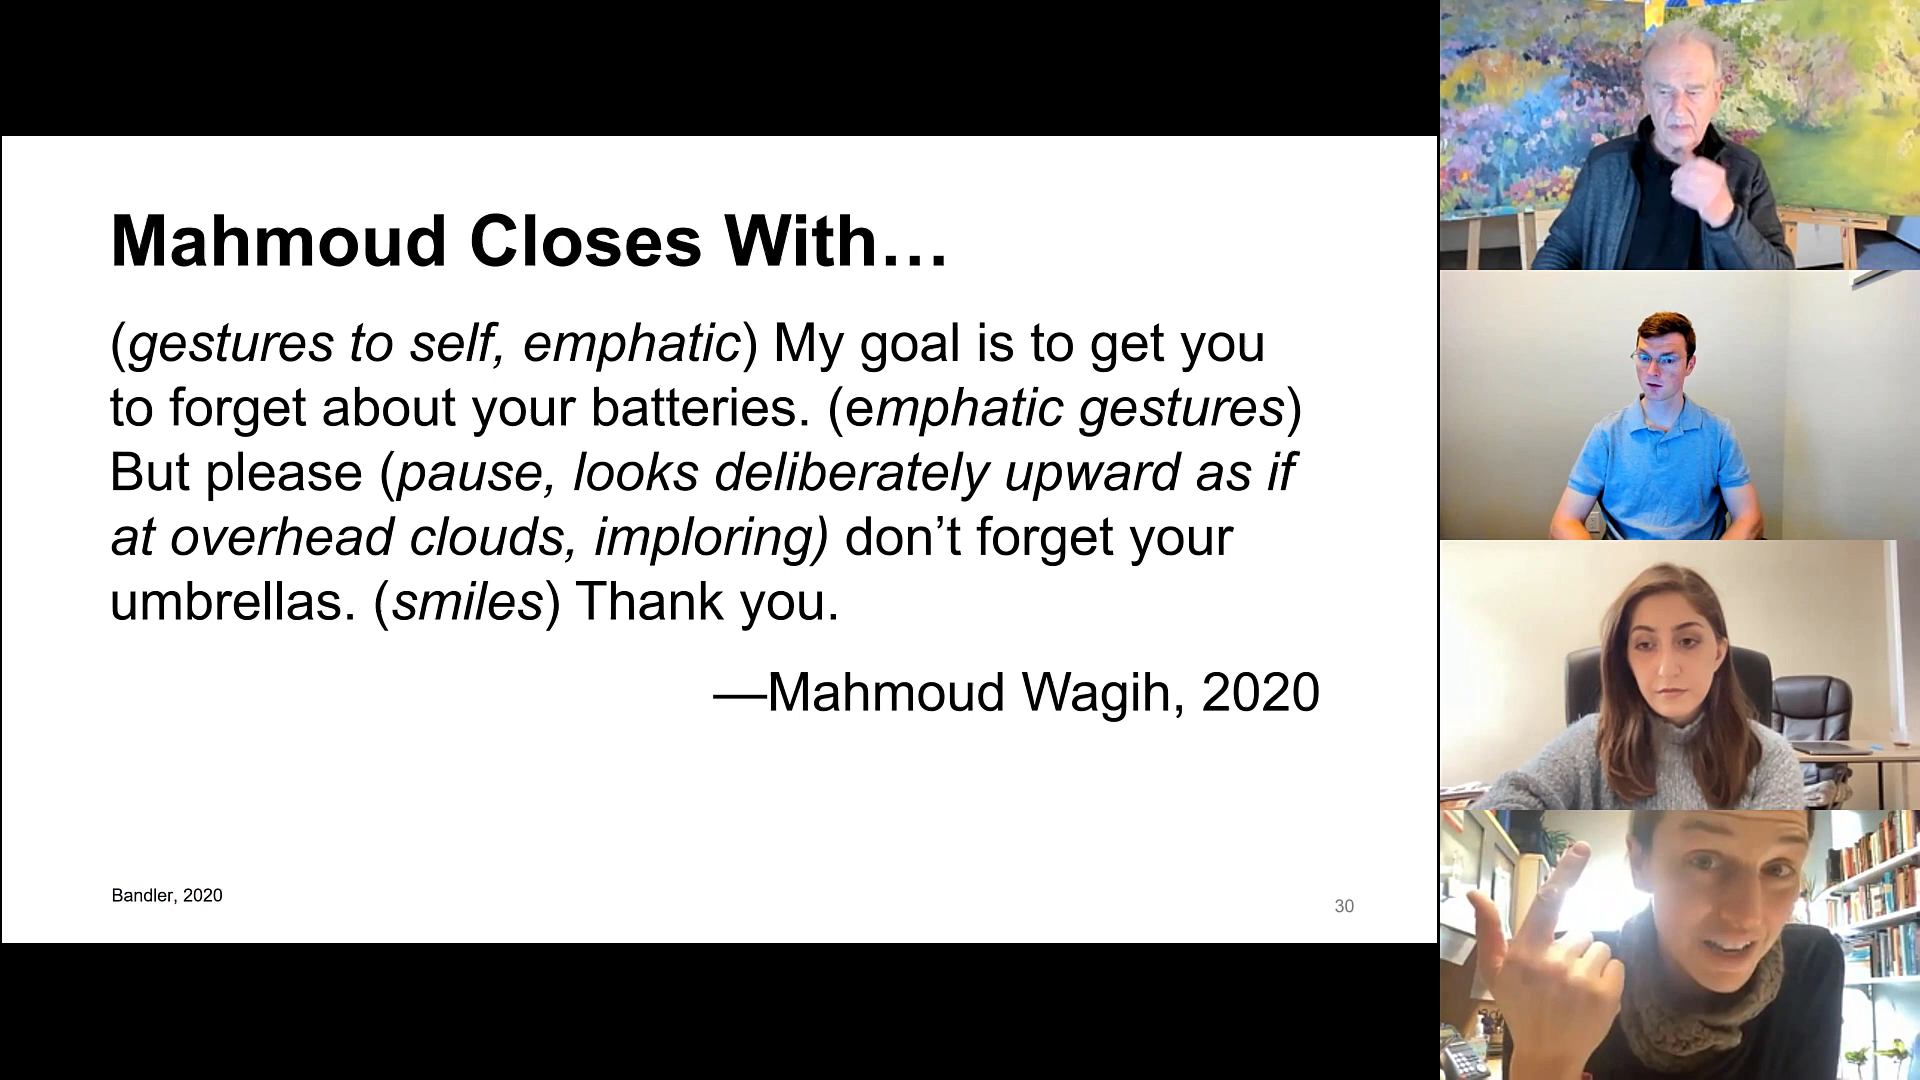 Mahmoud Closes With…
(gestures to self, emphatic) My goal is to get you
to forget about your batteries. (emphatic gestures)
But please (pause, looks deliberately upward as if
at overhead clouds, imploring) don’t forget your
umbrellas. (smiles) Thank you.
—Mahmoud Wagih, 2020
Bandler, 2020
30